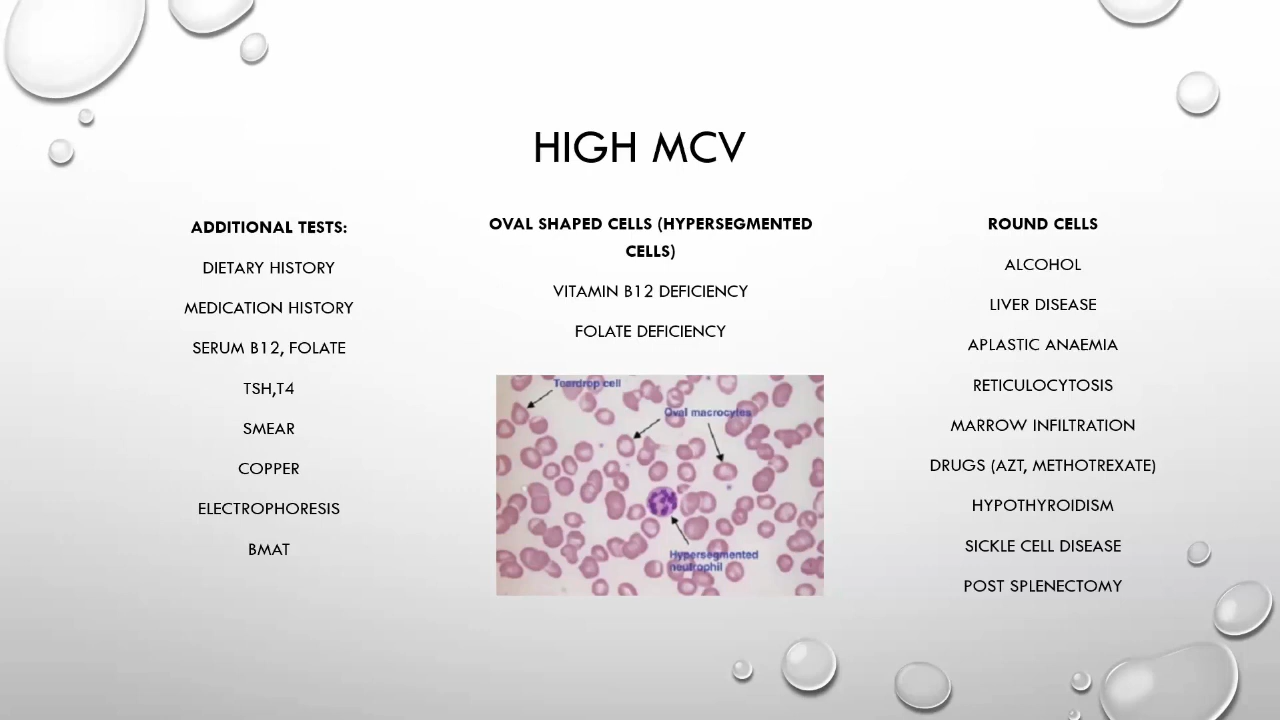 HIGH MCV
ADDITIONAL TESTS:
DIETARY HISTORY
MEDICATION HISTORY
SERUM B12, FOLATE
TSH,T4
SMEAR
COPPER
ELECTROPHORESIS
BMAT
OVAL SHAPED CELLS (HYPERSEGMENTED
CELLS)
VITAMIN B12 DEFICIENCY
FOLATE DEFICIENCY
Teardrop cell
Oval macrocytes
Hypersegmented
neutrophil
ROUND CELLS
ALCOHOL
LIVER DISEASE
APLASTIC ANAEMIA
RETICULOCYTOSIS
MARROW INFILTRATION
DRUGS (AZT, METHOTREXATE)
HYPOTHYROIDISM
SICKLE CELL DISEASE
POST SPLENECTOMY